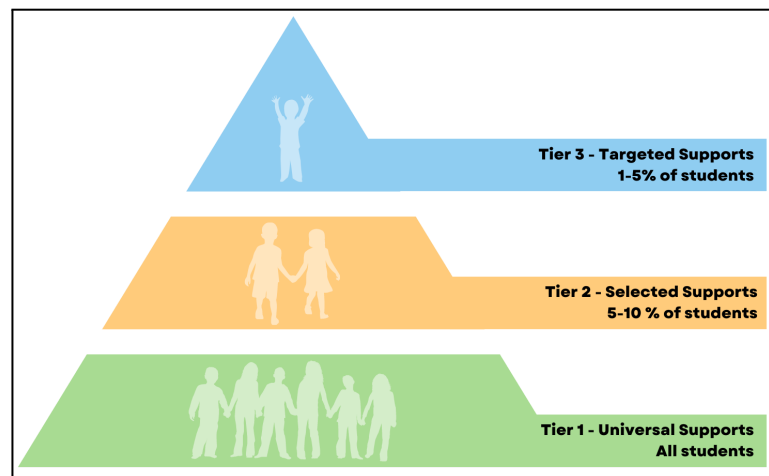 Tier 3 - Targeted Supports
1-5% of students
Tier 2 - Selected Supports
5-10 % of students
Tier 1 - Universal Supports
All students